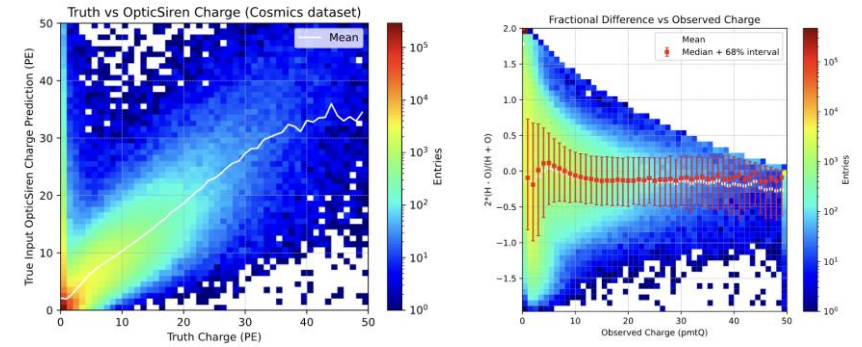 Truth vs OpticSiren Charge (Cosmics dataset)
True Input OpticSiren Charge Prediction (PE)
50
40
30
20
10
0
Mean
0 10 20 30 40 50
Truth Charge (PE)
10⁵
10⁴
10³
10²
10¹
10⁰
Entries
Fractional Difference vs Observed Charge
2*(H - O)/(H + O)
2.0
1.5
1.0
0.5
0.0
−0.5
−1.0
−1.5
Mean
Median + 68% interval
0 10 20 30 40 50
Observed Charge (pmtQ)
10⁵
10⁴
10³
10²
10¹
10⁰
Entries